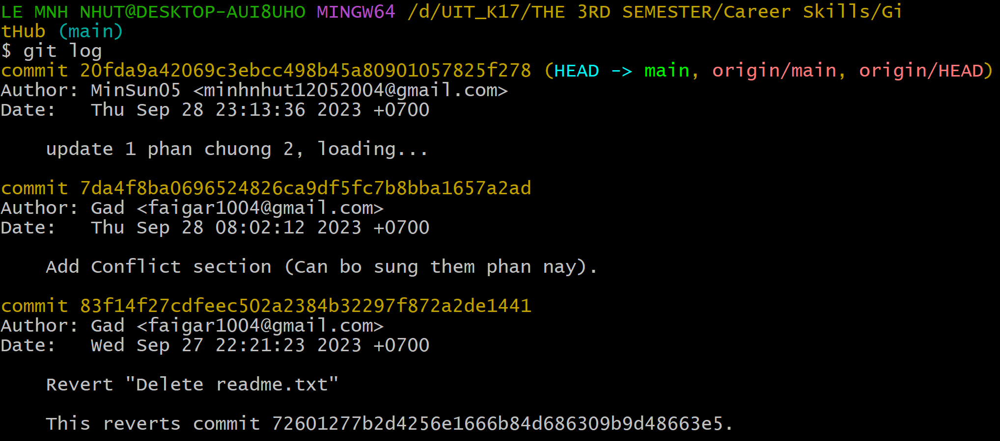 LE MNH NHUT@DESKTOP-AUI8UHO MINGW64 /d/UIT_K17/THE 3RD SEMESTER/Career Skills/Gi
tHub (main)
$ git log
commit 20fda9a42069c3ebcc498b45a80901057825f278 (HEAD -> main, origin/main, origin/HEAD)
Author: MinSun05 <minhnhut12052004@gmail.com>
Date:   Thu Sep 28 23:13:36 2023 +0700
    update 1 phan chuong 2, loading...
commit 7da4f8ba0696524826ca9df5fc7b8bba1657a2ad
Author: Gad <faigar1004@gmail.com>
Date:   Thu Sep 28 08:02:12 2023 +0700
    Add Conflict section (Can bo sung them phan nay).
commit 83f14f27cdfeec502a2384b32297f872a2de1441
Author: Gad <faigar1004@gmail.com>
Date:   Wed Sep 27 22:21:23 2023 +0700
    Revert "Delete readme.txt"
    This reverts commit 72601277b2d4256e1666b84d686309b9d48663e5.